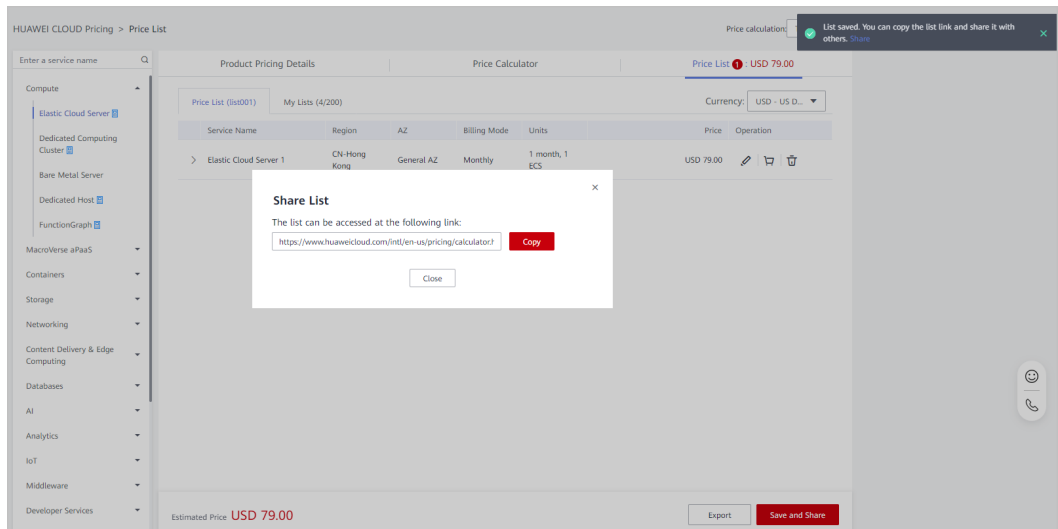 HUAWEI CLOUD Pricing > Price List
Price calculation:
List saved. You can copy the list link and share it with
others. Share
Enter a service name
Product Pricing Details
Price Calculator
Price List 1 : USD 79.00
Compute
Elastic Cloud Server
Dedicated Computing
Cluster
Bare Metal Server
Dedicated Host
FunctionGraph
MacroVerse aPaaS
Containers
Storage
Networking
Content Delivery & Edge
Computing
Databases
AI
Analytics
IoT
Middleware
Developer Services
Price List (list001)
My Lists (4/200)
Currency: USD - US D...
Service Name Region AZ Billing Mode Units Price Operation
Elastic Cloud Server 1
CN-Hong
Kong
General AZ
Monthly
1 month, 1
ECS
USD 79.00
Share List
The list can be accessed at the following link:
https://www.huaweicloud.com/intl/en-us/pricing/calculator.h
Copy
Close
Estimated Price USD 79.00
Export
Save and Share